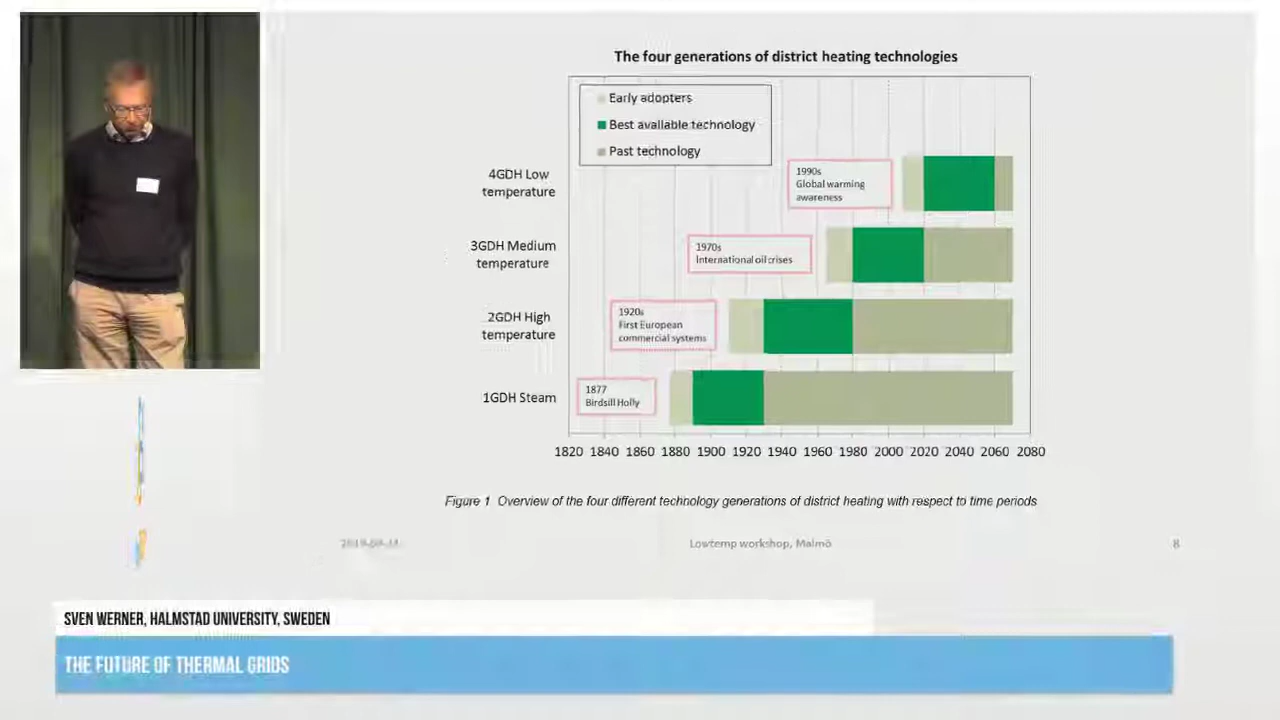 The four generations of district heating technologies
Early adopters
Best available technology
Past technology
4GDH Low
temperature
1990s
Global warming
awareness
3GDH Medium
temperature
1970s
International oil crises
2GDH High
temperature
1920s
First European
commercial systems
1GDH Steam
1877
Birdsill Holly
1820 1840 1860 1880 1900 1920 1940 1960 1980 2000 2020 2040 2060 2080
Figure 1 Overview of the four different technology generations of district heating with respect to time periods
Lowtemp workshop, Malmö
8
SVEN WERNER, HALMSTAD UNIVERSITY, SWEDEN
THE FUTURE OF THERMAL GRIDS